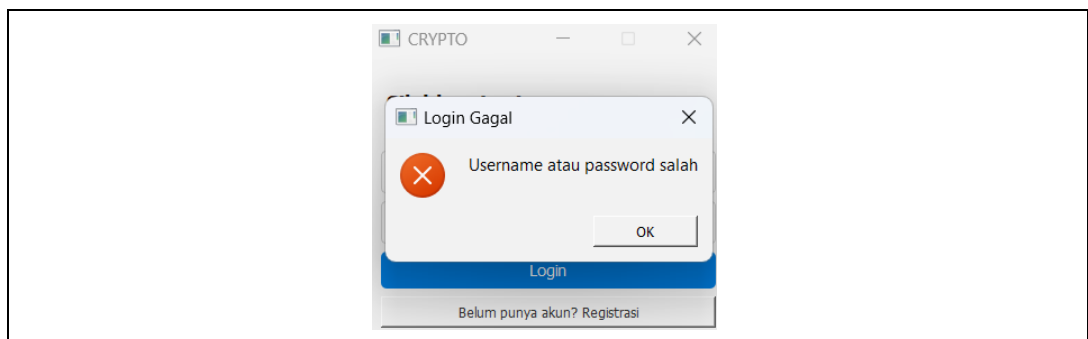 CRYPTO
Login Gagal
Username atau password salah
OK
Login
Belum punya akun? Registrasi